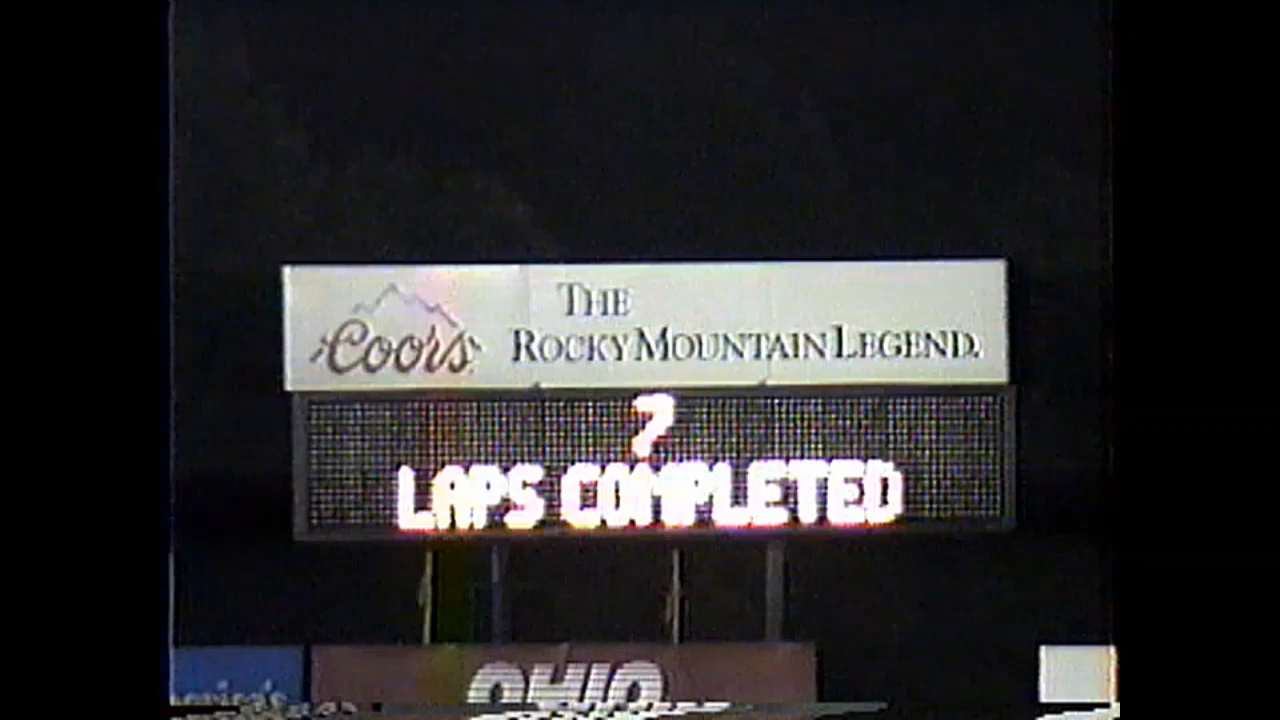 Coors
THE
ROCKY MOUNTAIN LEGEND.
7
LAPS COMPLETED
OHIO